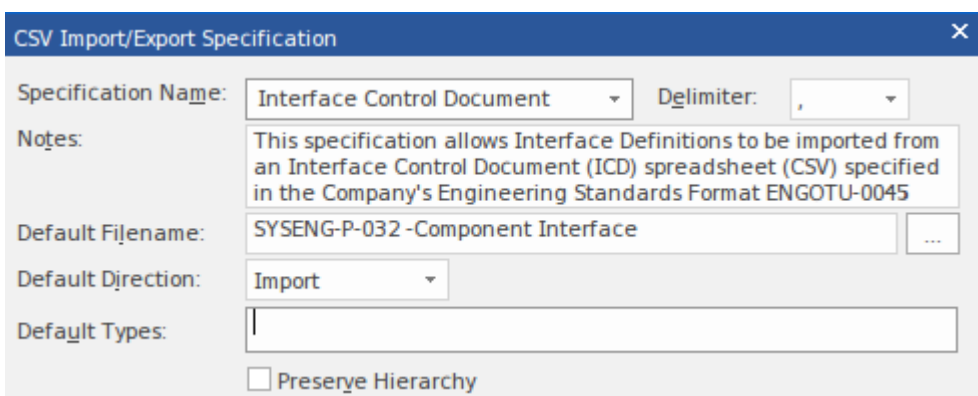 CSV Import/Export Specification
Specification Name: Interface Control Document Delimiter: ,
Notes: This specification allows Interface Definitions to be imported from
an Interface Control Document (ICD) spreadsheet (CSV) specified
in the Company's Engineering Standards Format ENGOTU-0045
Default Filename: SYSENG-P-032 -Component Interface ...
Default Direction: Import
Default Types:
Preserve Hierarchy